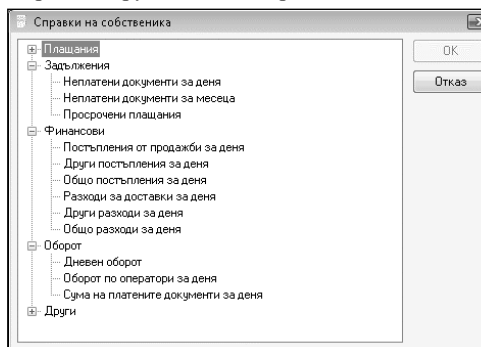 Справки на собственика
Плащания
Задължения
Неплатени документи за деня
Неплатени документи за месеца
Просрочени плащания
Финансови
Постъпления от продажби за деня
Други постъпления за деня
Общо постъпления за деня
Разходи за доставки за деня
Други разходи за деня
Общо разходи за деня
Оборот
Дневен оборот
Оборот по оператори за деня
Сума на платените документи за деня
Други
OK
Отказ